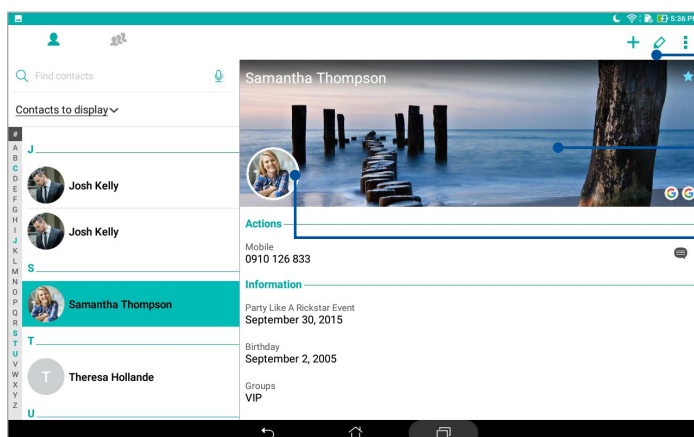 5:36 PM
Find contacts
Contacts to display
#
A
B
C
D
E
F
G
H
I
J
K
L
M
N
O
P
Q
R
S
T
U
V
W
X
Y
Z
J
Josh Kelly
Josh Kelly
S
Samantha Thompson
T
T
Theresa Hollande
U
Samantha Thompson
G G
Actions
Mobile
0910 126 833
Information
Party Like A Rickstar Event
September 30, 2015
Birthday
September 2, 2005
Groups
VIP